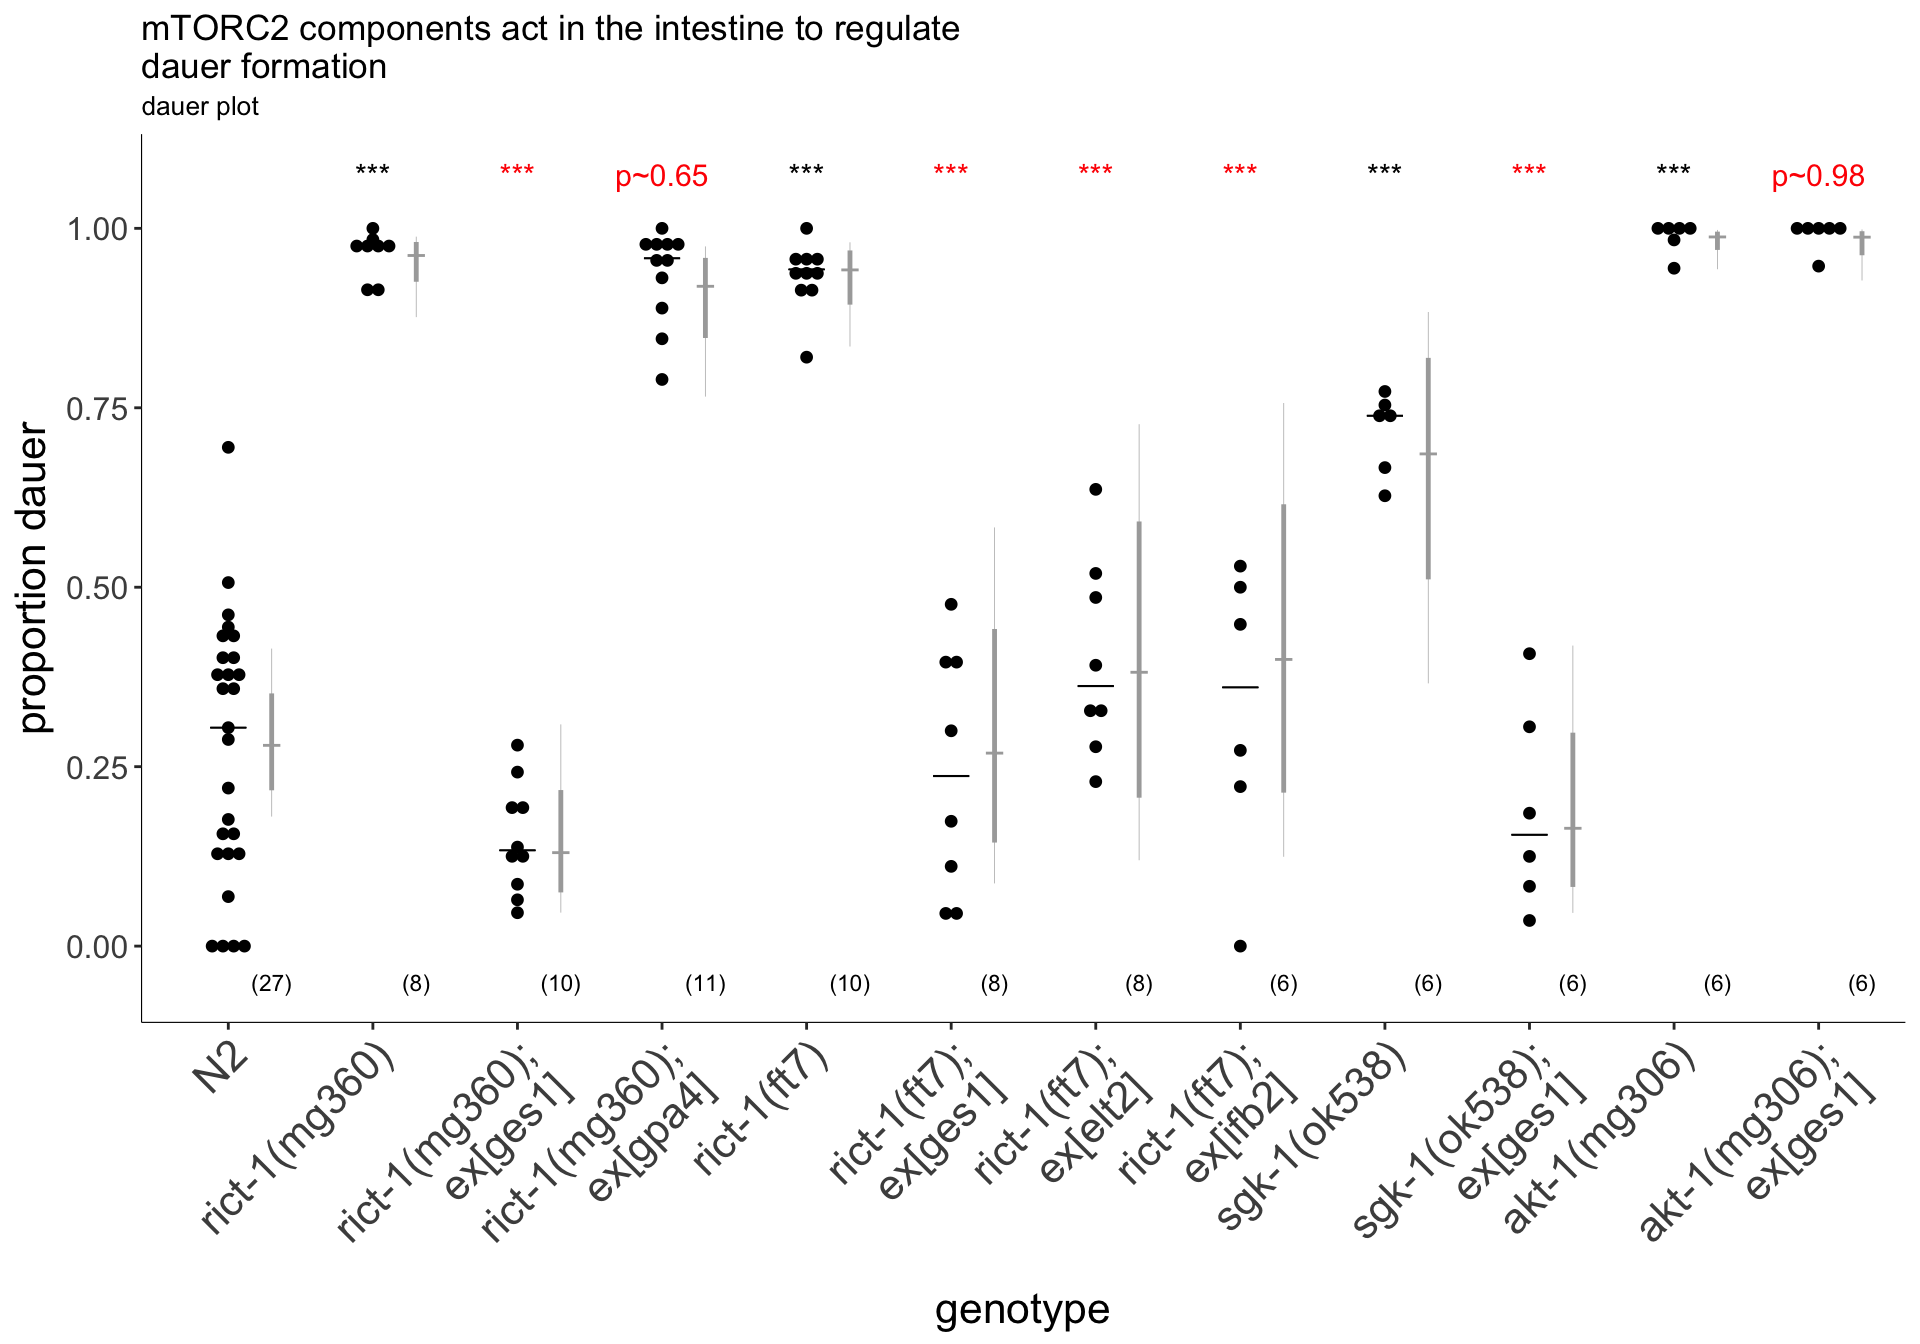 mTORC2 components act in the intestine to regulate
dauer formation
dauer plot
*** *** p~0.65 *** *** *** *** *** *** *** p~0.98
proportion dauer
1.00
0.75
0.50
0.25
0.00
(27) (8) (10) (11) (10) (8) (8) (6) (6) (6) (6) (6)
N2
rict-1(mg360)
rict-1(mg360);
ex[ges1]
rict-1(mg360);
ex[gpa4]
rict-1(ft7)
rict-1(ft7);
ex[ges1]
rict-1(ft7);
ex[elt2]
rict-1(ft7);
ex[ifb2]
sgk-1(ok538)
sgk-1(ok538);
ex[ges1]
akt-1(mg306)
akt-1(mg306);
ex[ges1]
genotype